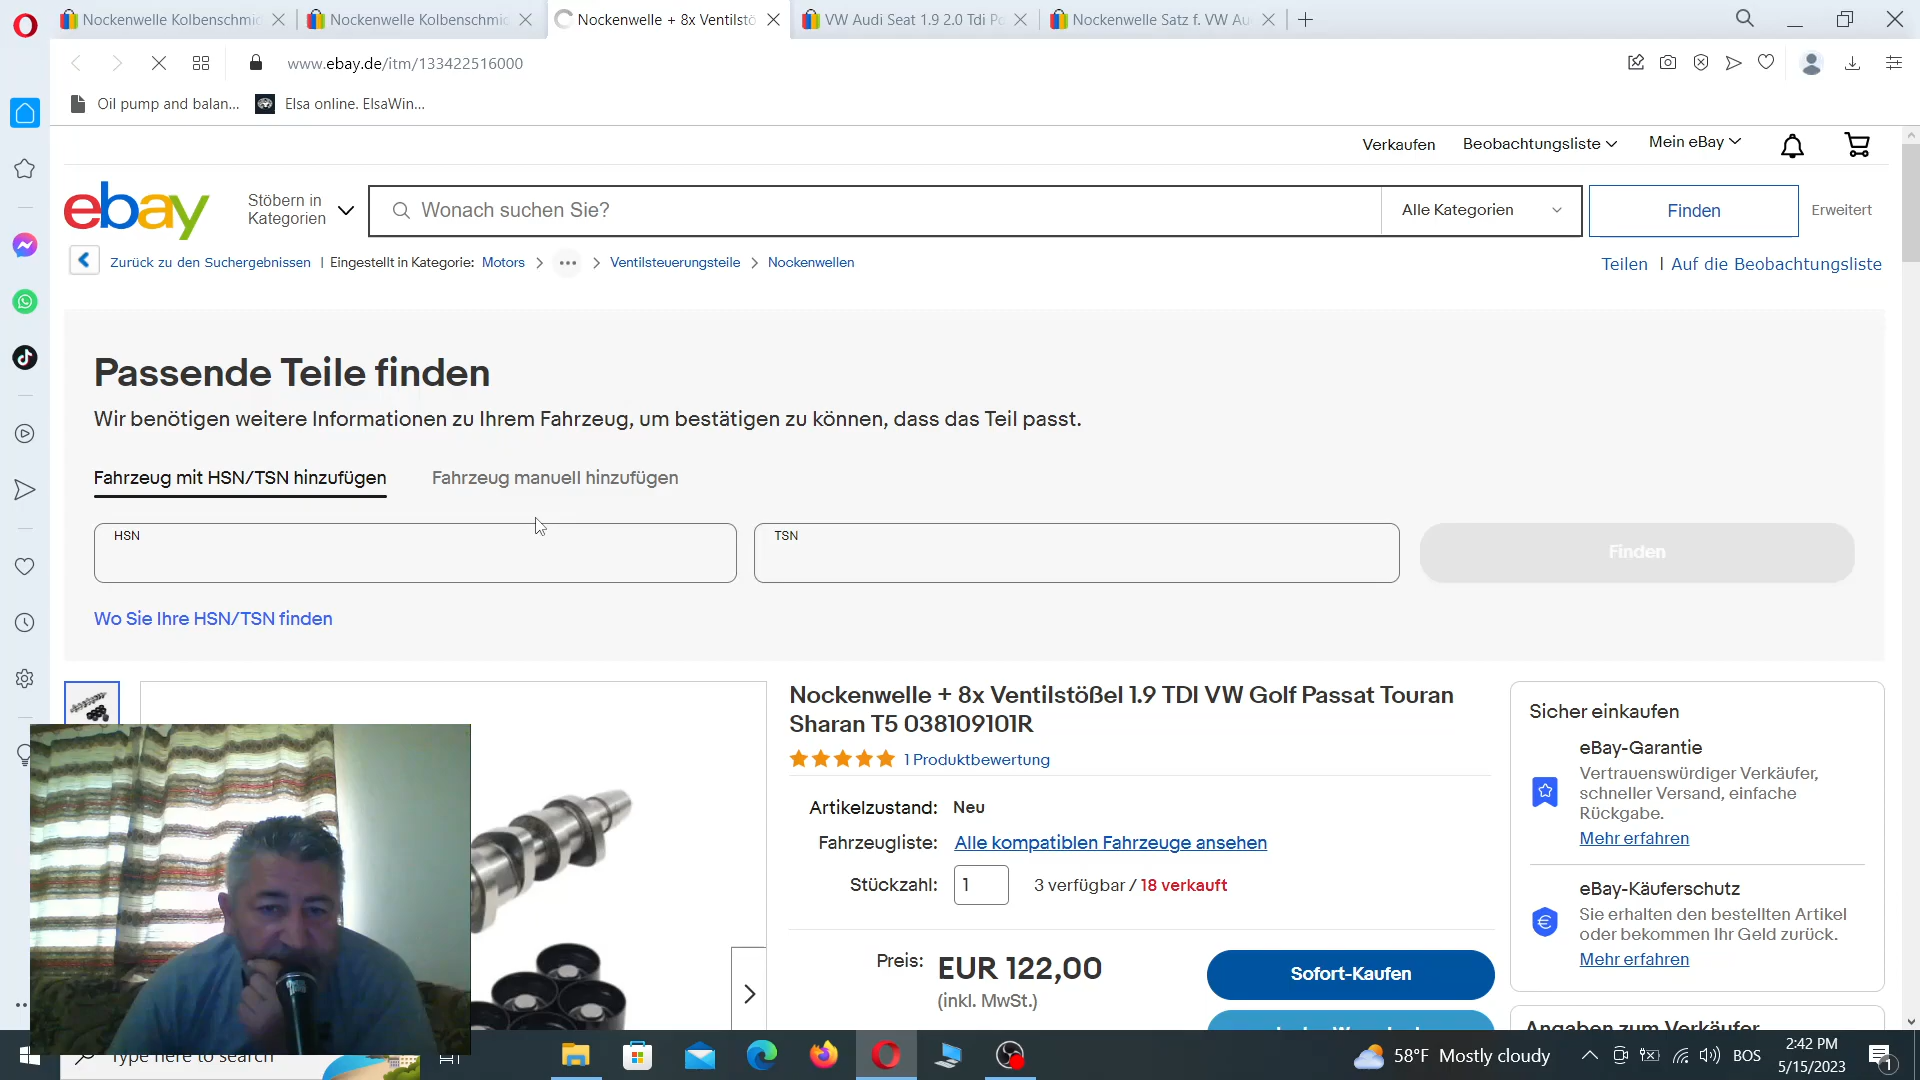 Nockenwelle Kolbenschmi
Nockenwelle Kolbenschmi
Nockenwelle + 8x Ventilstö
VW Audi Seat 1.9 2.0 Tdi P
Nockenwelle Satz f. VW Au
www.ebay.de/itm/133422516000
Oil pump and balan...
Elsa online. ElsaWin...
Verkaufen
Beobachtungsliste
Mein eBay
ebay
Stöbern in
Kategorien
Wonach suchen Sie?
Alle Kategorien
Finden
Erweitert
Zurück zu den Suchergebnissen | Eingestellt in Kategorie: Motors > ... > Ventilsteuerungsteile > Nockenwellen
Teilen | Auf die Beobachtungsliste
Passende Teile finden
Wir benötigen weitere Informationen zu Ihrem Fahrzeug, um bestätigen zu können, dass das Teil passt.
Fahrzeug mit HSN/TSN hinzufügen
Fahrzeug manuell hinzufügen
HSN
TSN
Finden
Wo Sie Ihre HSN/TSN finden
Nockenwelle + 8x Ventilstößel 1.9 TDI VW Golf Passat Touran
Sharan T5 038109101R
1 Produktbewertung
Artikelzustand: Neu
Fahrzeugliste: Alle kompatiblen Fahrzeuge ansehen
Stückzahl: 1 3 verfügbar / 18 verkauft
Preis: EUR 122,00
(inkl. MwSt.)
Sofort-Kaufen
Sicher einkaufen
eBay-Garantie
Vertrauenswürdiger Verkäufer,
schneller Versand, einfache
Rückgabe.
Mehr erfahren
eBay-Käuferschutz
Sie erhalten den bestellten Artikel
oder bekommen Ihr Geld zurück.
Mehr erfahren
Angaben zum Verkäufer
Type here to search
58°F Mostly cloudy
BOS
2:42 PM
5/15/2023
1